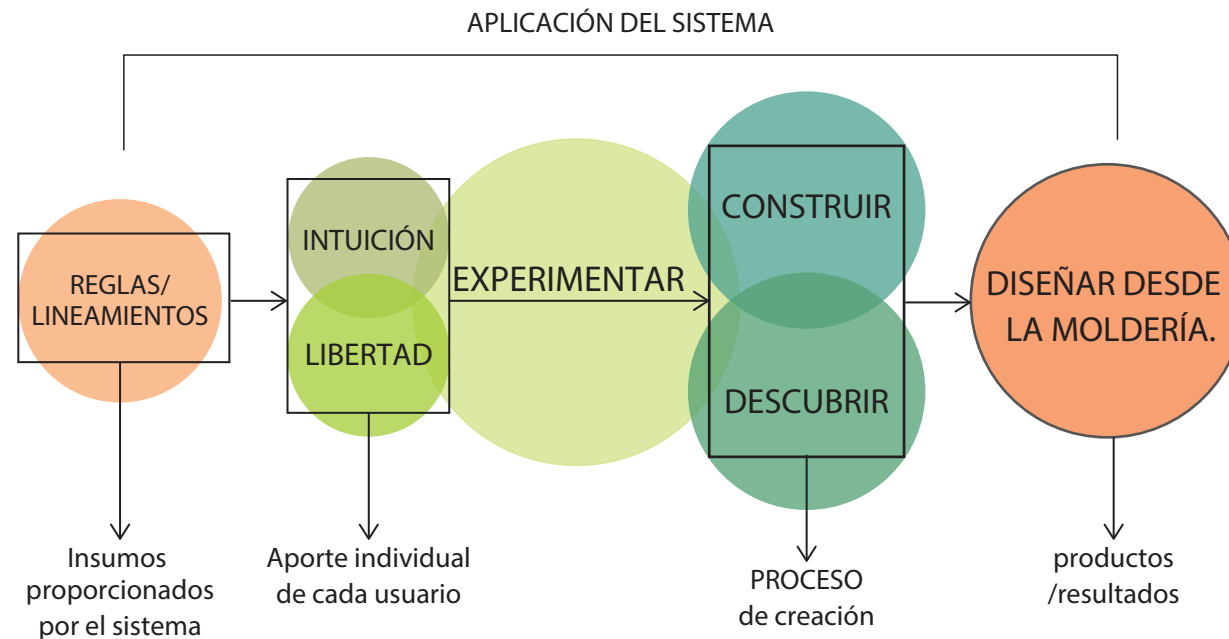 APLICACIÓN DEL SISTEMA
REGLAS/
LINEAMIENTOS
INTUICIÓN
LIBERTAD
EXPERIMENTAR
CONSTRUIR
DESCUBRIR
DISEÑAR DESDE
LA MOLDERÍA.
Insumos
proporcionados
por el sistema
Aporte individual
de cada usuario
PROCESO
de creación
productos
/resultados